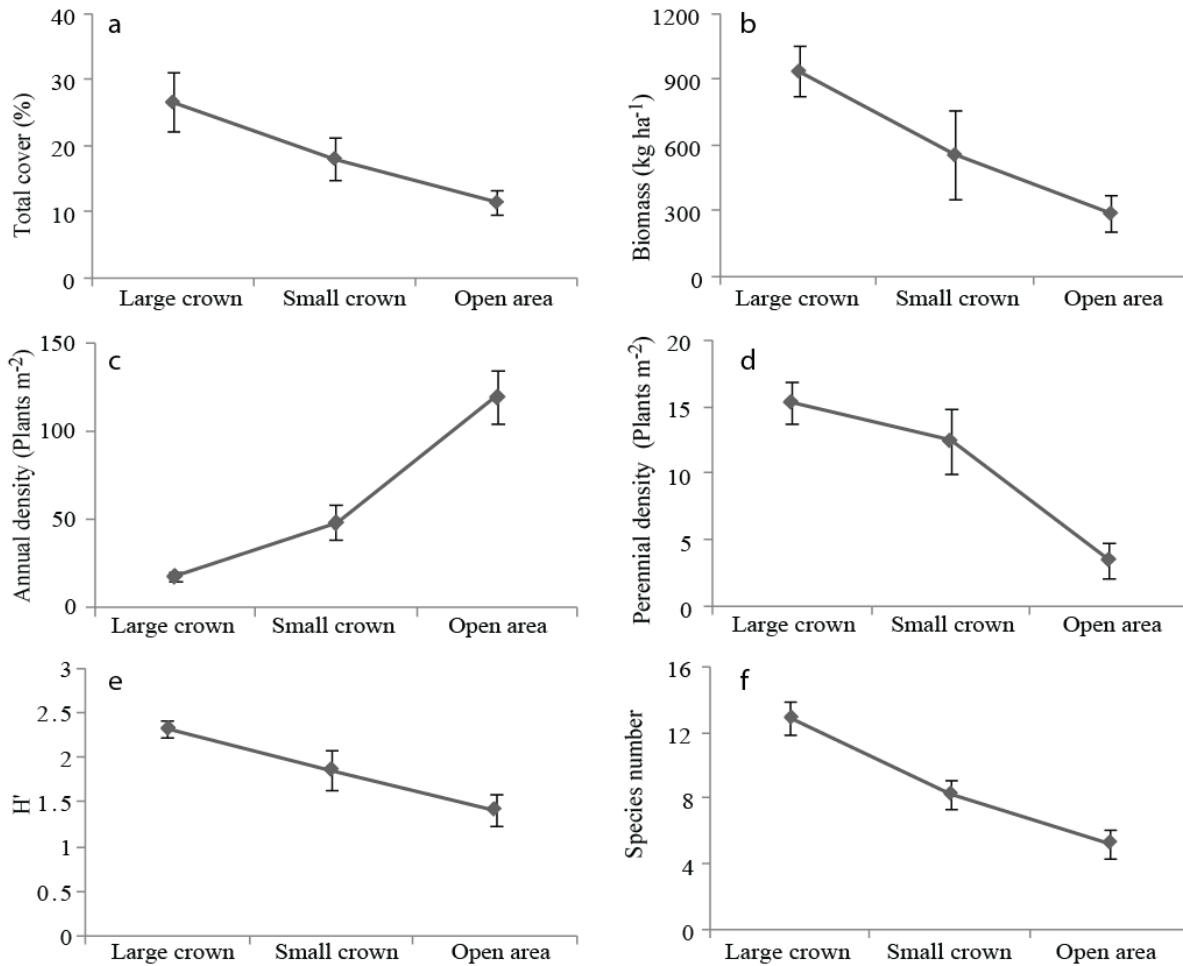 a
Total cover (%)
40
30
20
10
0
Large crown Small crown Open area
b
Biomass (kg ha⁻¹)
1200
900
600
300
0
Large crown Small crown Open area
c
Annual density (Plants m⁻²)
150
100
50
0
Large crown Small crown Open area
d
Perennial density (Plants m⁻²)
20
15
10
5
0
Large crown Small crown Open area
e
H'
3
2.5
2
1.5
1
0.5
0
Large crown Small crown Open area
f
Species number
16
12
8
4
0
Large crown Small crown Open area